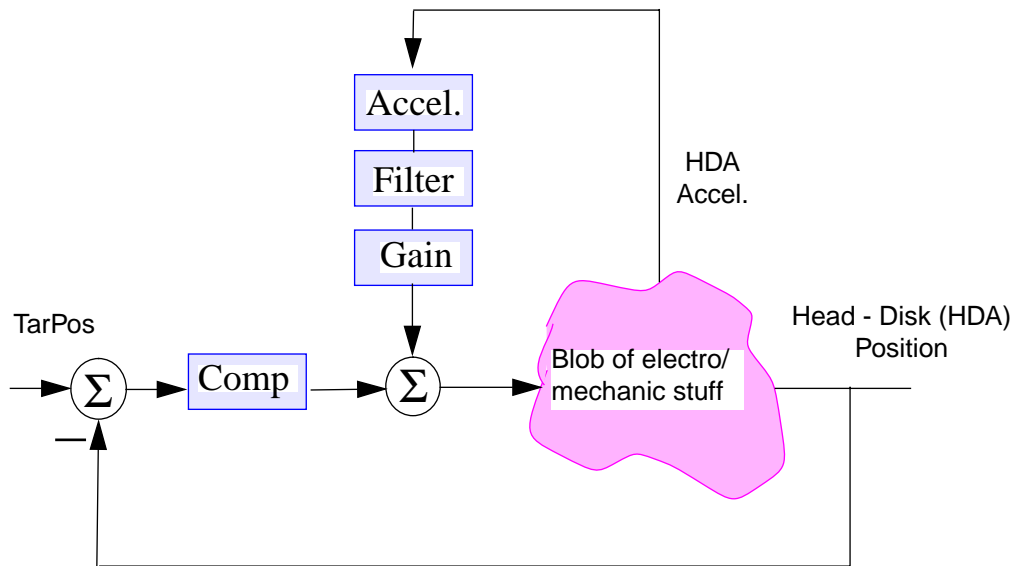 Accel.
Filter
Gain
HDA
Accel.
TarPos
Σ
—
Comp
Σ
Blob of electro/
mechanic stuff
Head - Disk (HDA)
Position